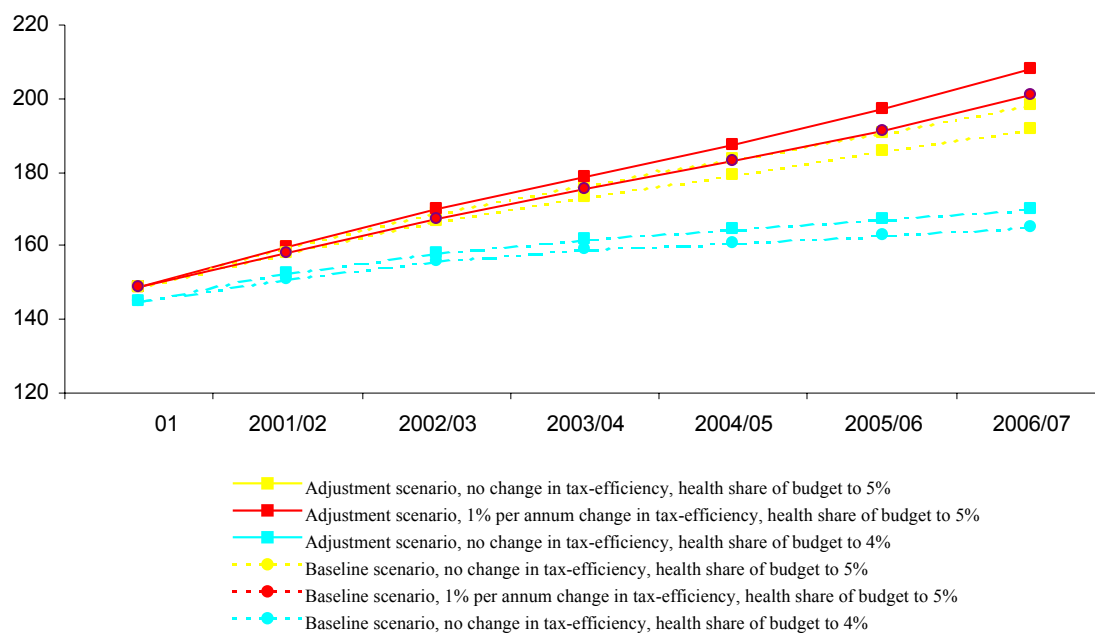 220
200
180
160
140
120
01 2001/02 2002/03 2003/04 2004/05 2005/06 2006/07
Adjustment scenario, no change in tax-efficiency, health share of budget to 5%
Adjustment scenario, 1% per annum change in tax-efficiency, health share of budget to 5%
Adjustment scenario, no change in tax-efficiency, health share of budget to 4%
Baseline scenario, no change in tax-efficiency, health share of budget to 5%
Baseline scenario, 1% per annum change in tax-efficiency, health share of budget to 5%
Baseline scenario, no change in tax-efficiency, health share of budget to 4%